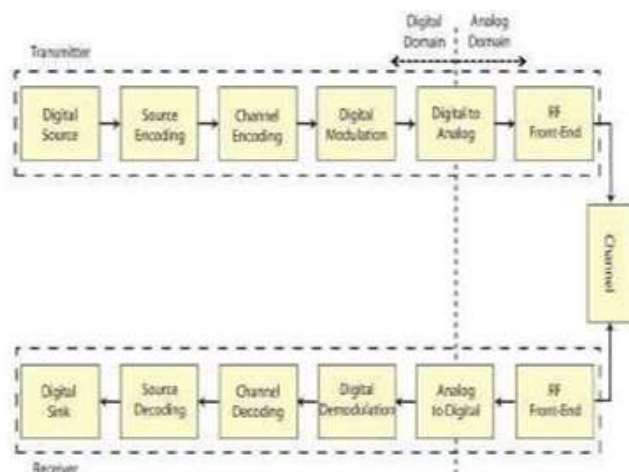 Digital
Domain
Analog
Domain
Transmitter
Digital
Source
Source
Encoding
Channel
Encoding
Digital
Modulation
Digital to
Analog
RF
Front-End
Channel
Digital
Sink
Source
Decoding
Channel
Decoding
Digital
Demodulation
Analog
to Digital
RF
Front-End
Receiver